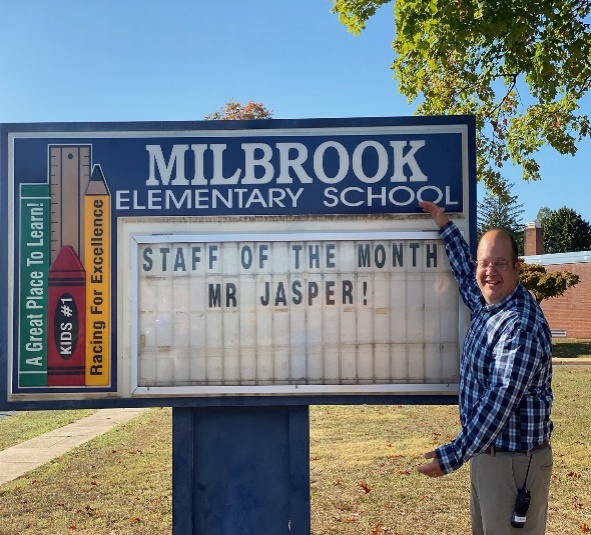 MILBROOK
ELEMENTARY SCHOOL
A Great Place To Learn!
KIDS #1
Racing For Excellence
STAFF OF THE MONTH
MR JASPER!